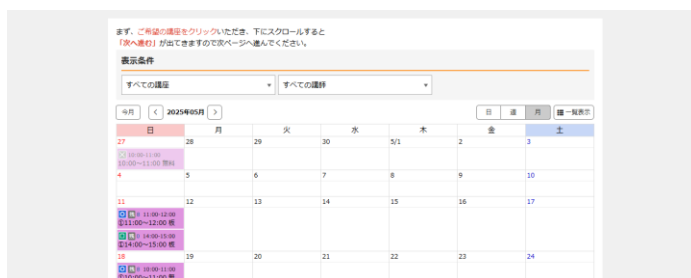 まず、ご希望の講座をクリックいただき、下にスクロールすると
「次へ進む」が出てきますので次ページへ進んでください。
表示条件
すべての講座 すべての講師
今月 2025年05月 日 週 月 一覧表示
日 月 火 水 木 金 土
27 28 29 30 5/1 2 3
10:00-11:00
10:00~11:00 無料
4 5 6 7 8 9 10
11 12 13 14 15 16 17
11:00-12:00
①11:00~12:00 模
14:00-15:00
②14:00~15:00 模
18 19 20 21 22 23 24
10:00-11:00